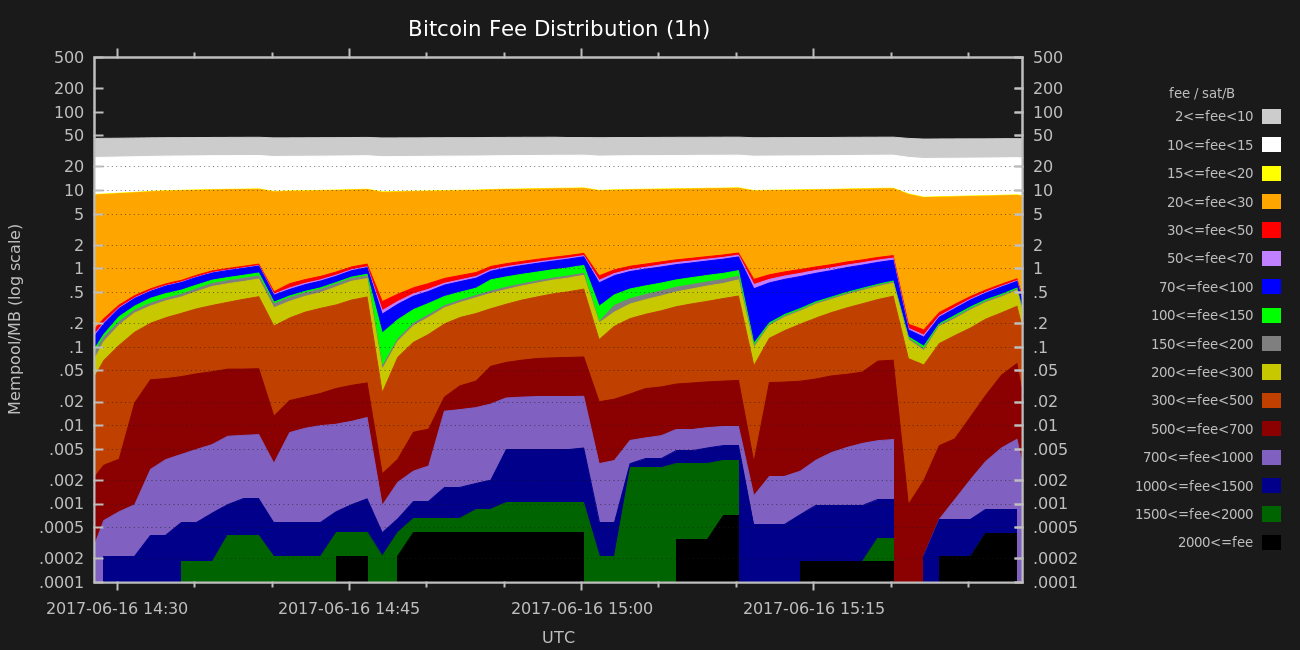 Bitcoin Fee Distribution (1h)
Mempool/MB (log scale)
500
200
100
50
20
10
5
2
1
.5
.2
.1
.05
.02
.01
.005
.002
.001
.0005
.0002
.0001
500
200
100
50
20
10
5
2
1
.5
.2
.1
.05
.02
.01
.005
.002
.001
.0005
.0002
.0001
2017-06-16 14:30
2017-06-16 14:45
2017-06-16 15:00
2017-06-16 15:15
UTC
fee / sat/B
2<=fee<10
10<=fee<15
15<=fee<20
20<=fee<30
30<=fee<50
50<=fee<70
70<=fee<100
100<=fee<150
150<=fee<200
200<=fee<300
300<=fee<500
500<=fee<700
700<=fee<1000
1000<=fee<1500
1500<=fee<2000
2000<=fee